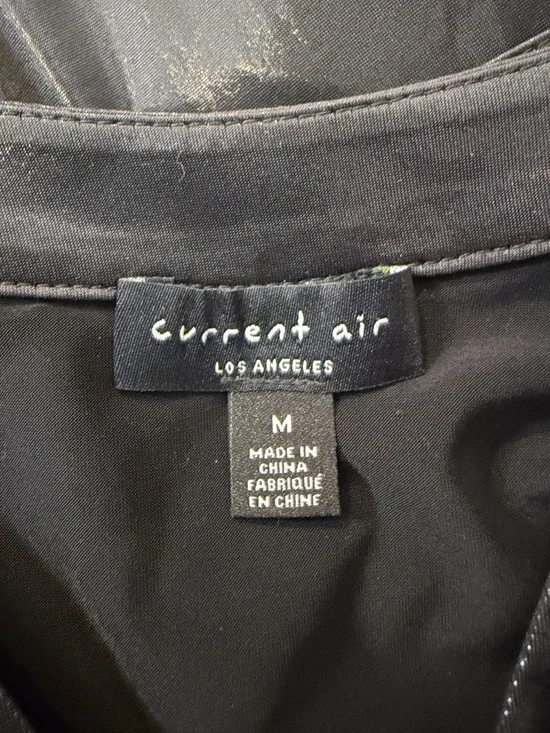 current air
LOS ANGELES
M
MADE IN
CHINA
FABRIQUÉ
EN CHINE